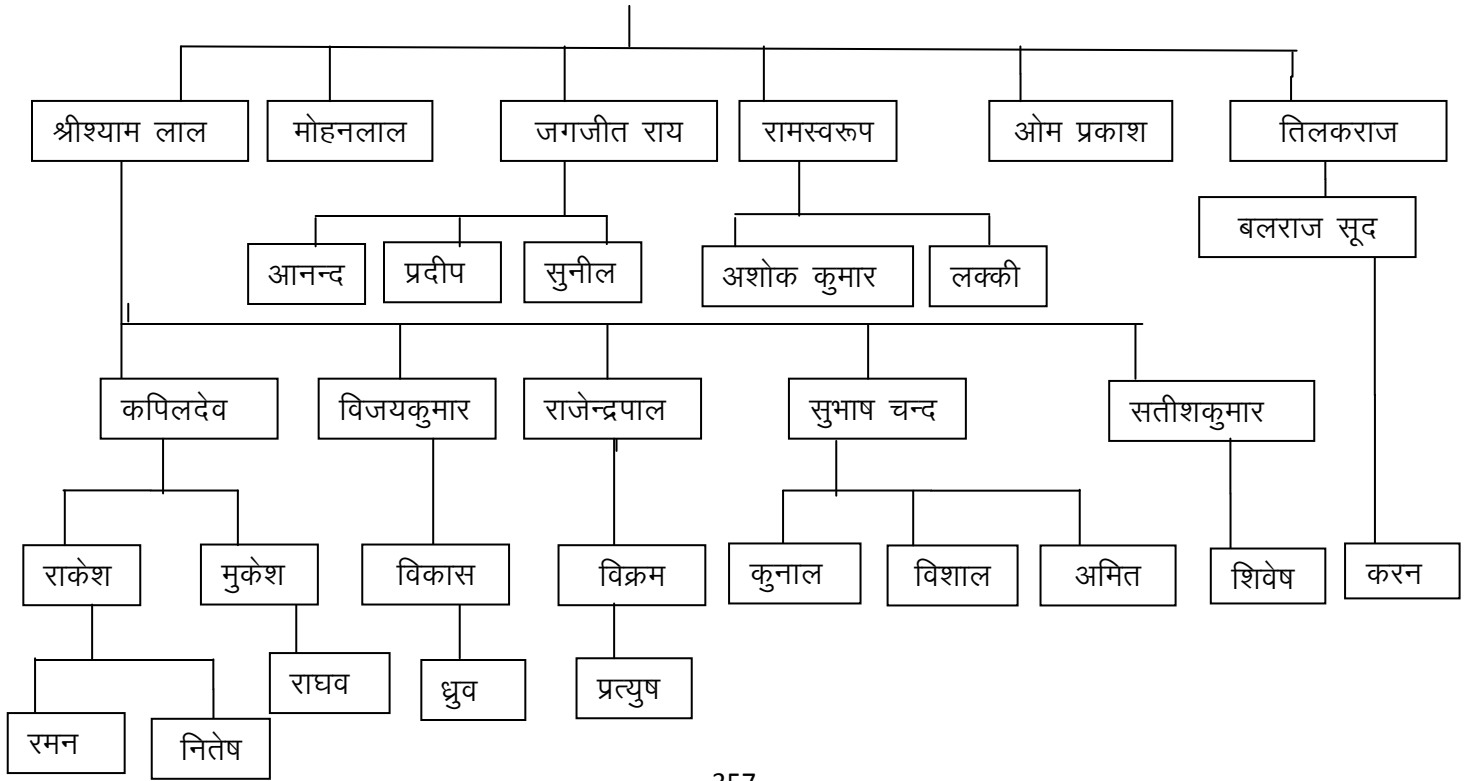 श्रीश्याम लाल मोहनलाल जगजीत राय रामस्वरूप ओम प्रकाश तिलकराज
बलराज सूद
आनन्द प्रदीप सुनील अशोक कुमार लक्की
कपिलदेव विजयकुमार राजेन्द्रपाल सुभाष चन्द सतीशकुमार
राकेश मुकेश विकास विक्रम कुनाल विशाल अमित शिवेष करन
राघव ध्रुव प्रत्युष
रमन नितेष